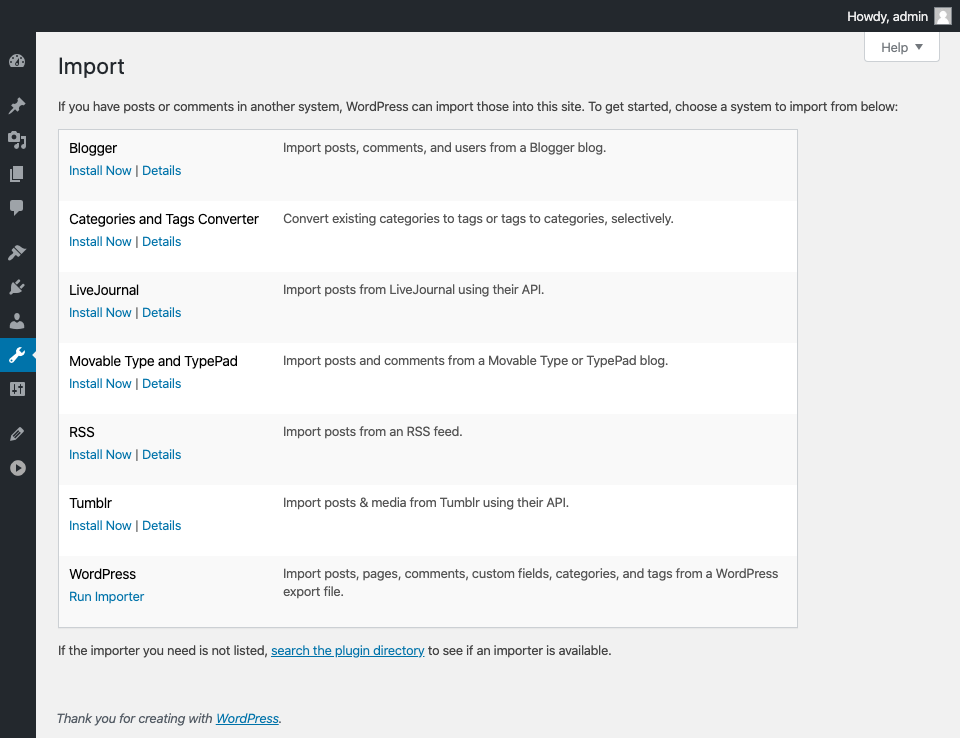 Howdy, admin
Help
Import
If you have posts or comments in another system, WordPress can import those into this site. To get started, choose a system to import from below:
Blogger
Import posts, comments, and users from a Blogger blog.
Install Now | Details
Categories and Tags Converter
Convert existing categories to tags or tags to categories, selectively.
Install Now | Details
LiveJournal
Import posts from LiveJournal using their API.
Install Now | Details
Movable Type and TypePad
Import posts and comments from a Movable Type or TypePad blog.
Install Now | Details
RSS
Import posts from an RSS feed.
Install Now | Details
Tumblr
Import posts & media from Tumblr using their API.
Install Now | Details
WordPress
Import posts, pages, comments, custom fields, categories, and tags from a WordPress
export file.
Run Importer
If the importer you need is not listed, search the plugin directory to see if an importer is available.
Thank you for creating with WordPress.